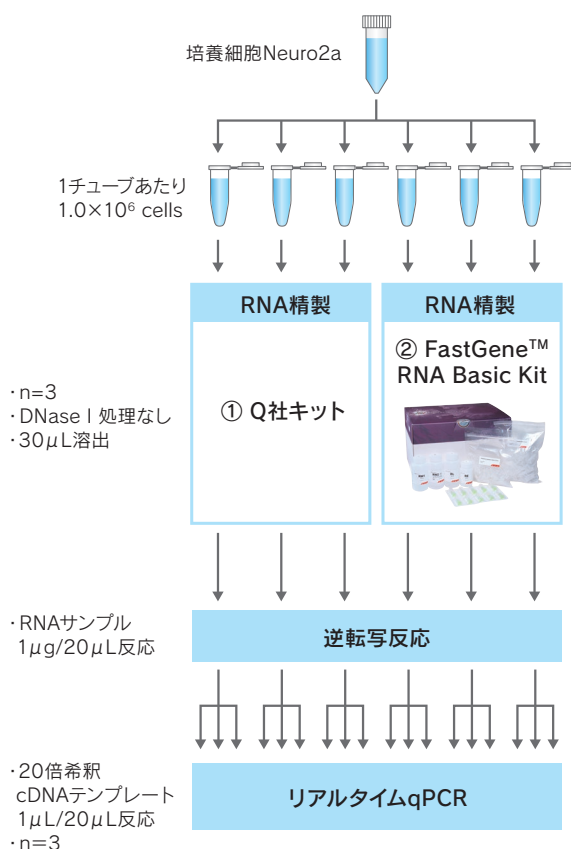 培養細胞Neuro2a
1チューブあたり
1.0×10⁶ cells
RNA精製
RNA精製
・n=3
・DNase I 処理なし
・30μL溶出
① Q社キット
② FastGene™
RNA Basic Kit
・RNAサンプル
1μg/20μL反応
逆転写反応
・20倍希釈
cDNAテンプレート
1μL/20μL反応
・n=3
リアルタイムqPCR